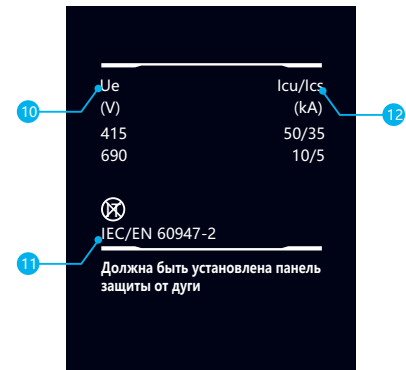 Ue Icu/Ics
(V) (kA)
10 12
415 50/35
690 10/5
IT
IEC/EN 60947-2
11
Должна быть установлена панель
защиты от дуги